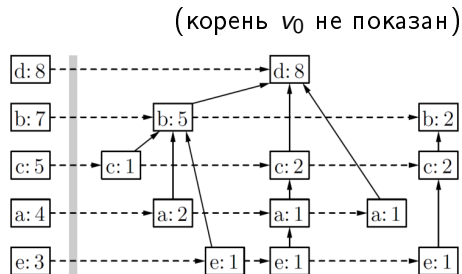 (корень v₀ не показан)
d: 8 d: 8
b: 7 b: 5 b: 2
c: 5 c: 1 c: 2 c: 2
a: 4 a: 2 a: 1 a: 1
e: 3 e: 1 e: 1 e: 1